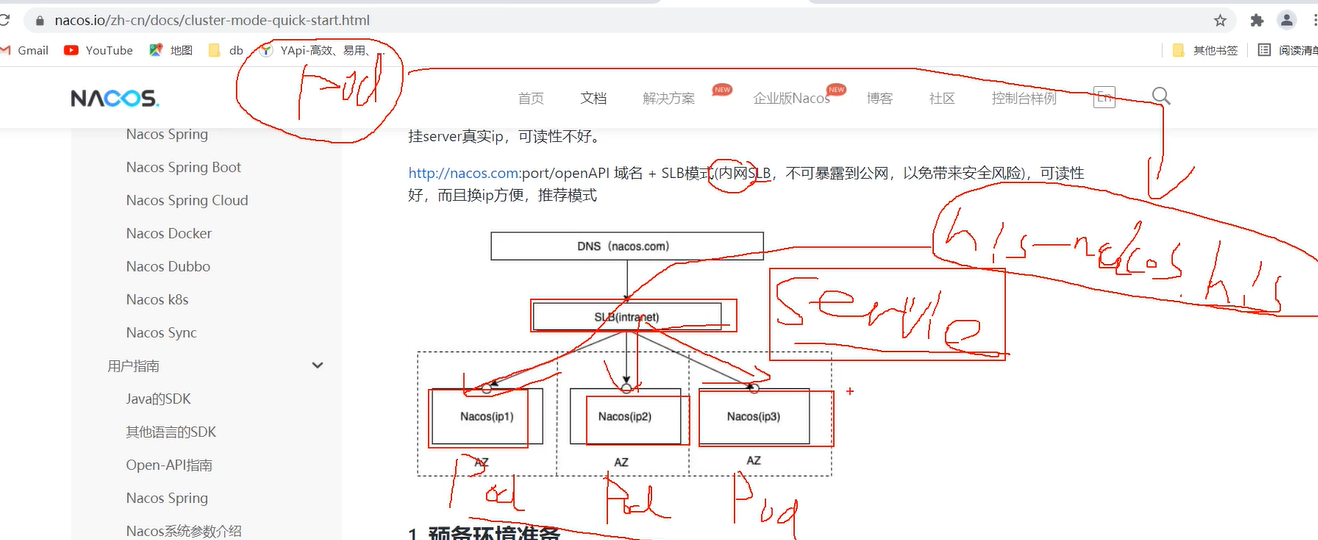 nacos.io/zh-cn/docs/cluster-mode-quick-start.html
Gmail YouTube 地图 db YApi-高效、易用、... 其他书签 阅读清单
Pod
NACOS. 首页 文档 解决方案 NEW 企业版Nacos NEW 博客 社区 控制台样例 En
挂server真实ip，可读性不好。
http://nacos.com:port/openAPI 域名 + SLB模式(内网SLB，不可暴露到公网，以免带来安全风险)，可读性
好，而且换ip方便，推荐模式
Nacos Spring
Nacos Spring Boot
Nacos Spring Cloud
Nacos Docker
Nacos Dubbo
Nacos k8s
Nacos Sync
用户指南
Java的SDK
其他语言的SDK
Open-API指南
Nacos Spring
Nacos系统参数介绍
his-nacos.his
DNS（nacos.com）
SLB(intranet)
Service
Nacos(ip1) Nacos(ip2) Nacos(ip3)
AZ AZ AZ
Pod Pod Pod
1. 预备环境准备